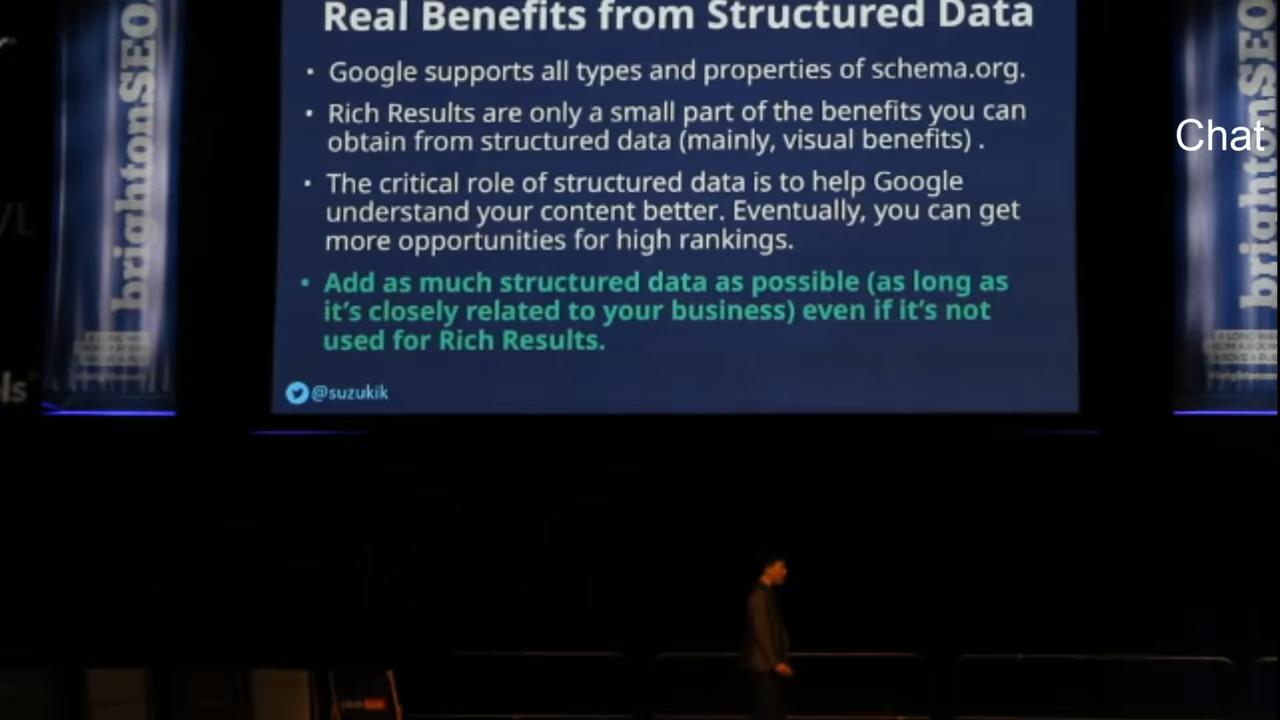 Real Benefits from Structured Data
• Google supports all types and properties of schema.org.
• Rich Results are only a small part of the benefits you can
obtain from structured data (mainly, visual benefits) .
• The critical role of structured data is to help Google
understand your content better. Eventually, you can get
more opportunities for high rankings.
• Add as much structured data as possible (as long as
it’s closely related to your business) even if it’s not
used for Rich Results.
@suzukik
brightonSEO
Chat
brightonSEO